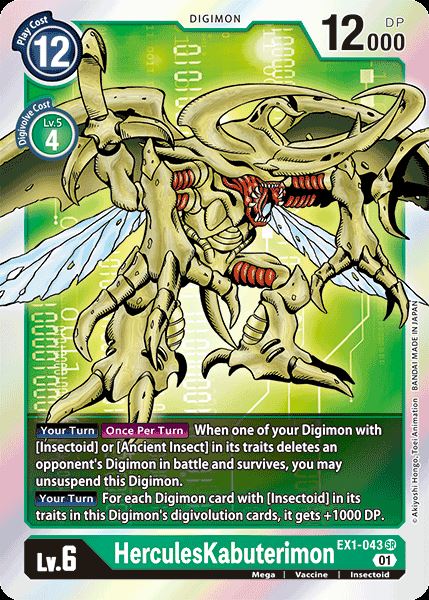 Play Cost
12
DIGIMON
DP
12000
Digivolve Cost
Lv.5
4
© Akiyoshi Hongo, Toei Animation BANDAI MADE IN JAPAN
Your Turn Once Per Turn When one of your Digimon with
[Insectoid] or [Ancient Insect] in its traits deletes an
opponent's Digimon in battle and survives, you may
unsuspend this Digimon.
Your Turn For each Digimon card with [Insectoid] in its
traits in this Digimon's digivolution cards, it gets +1000 DP.
Lv.6
HerculesKabuterimon
EX1-043 SR
01
Mega | Vaccine | Insectoid